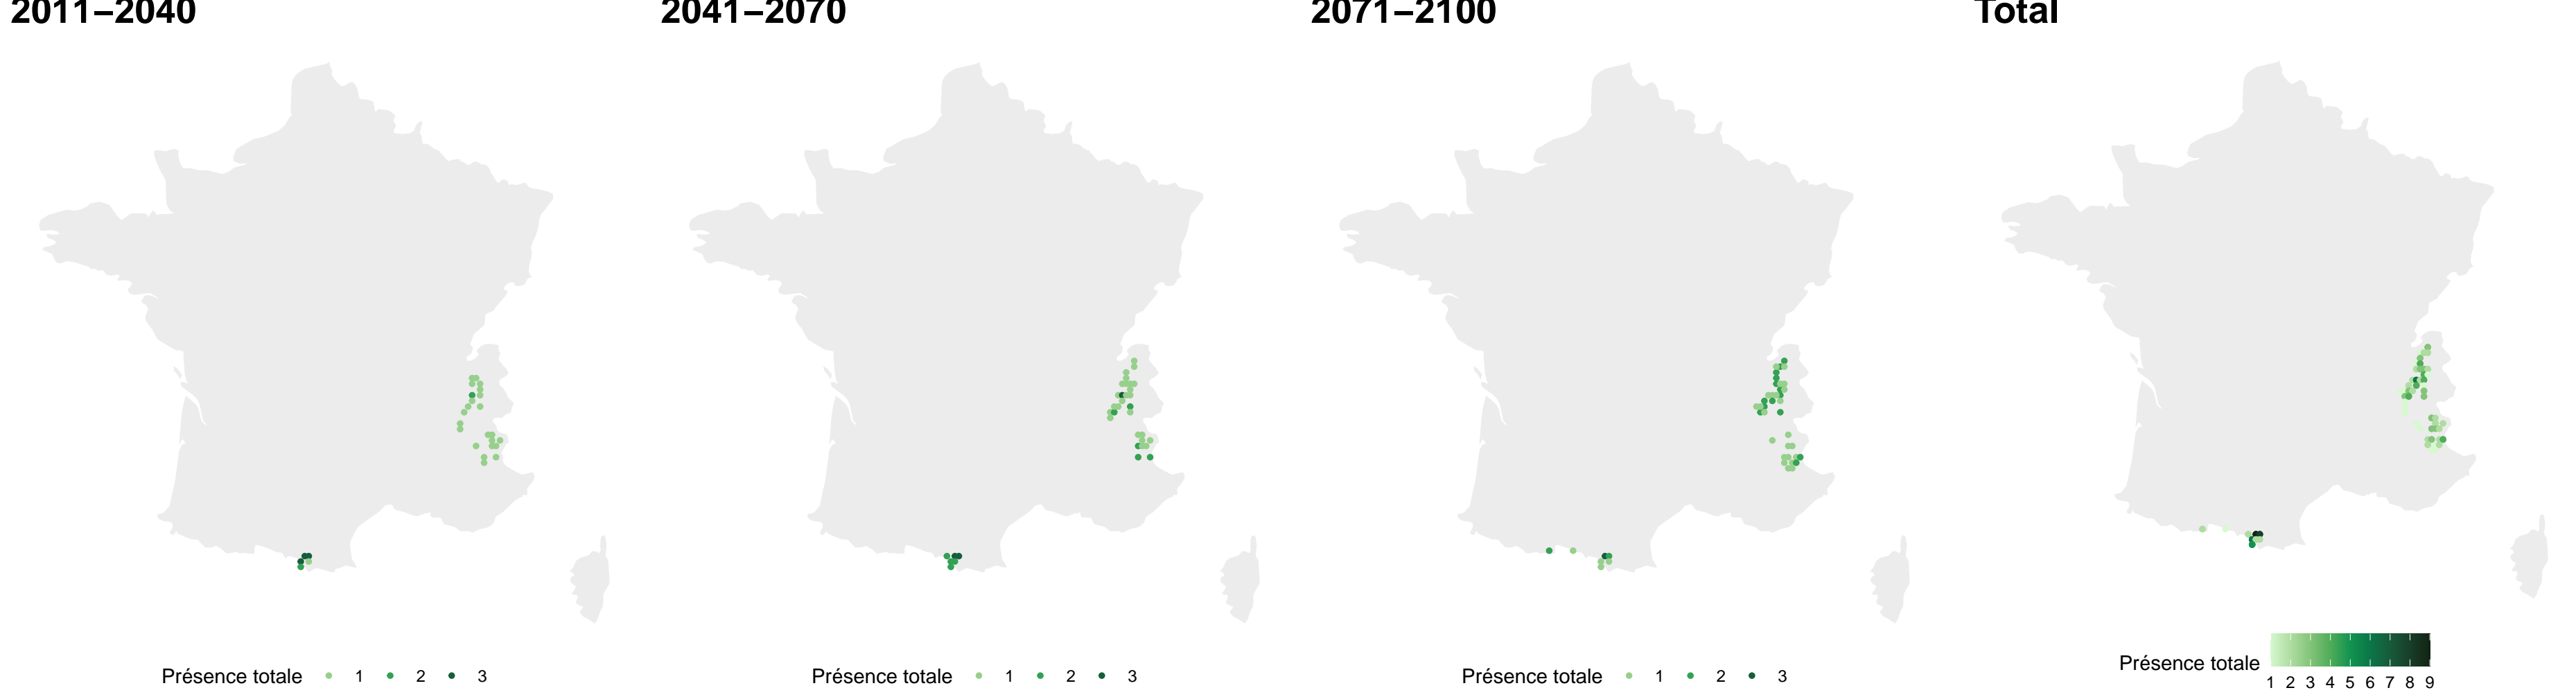 2011–2040
2041–2070
2071–2100
Total
Présence totale 1 2 3
Présence totale 1 2 3
Présence totale 1 2 3
Présence totale
1 2 3 4 5 6 7 8 9